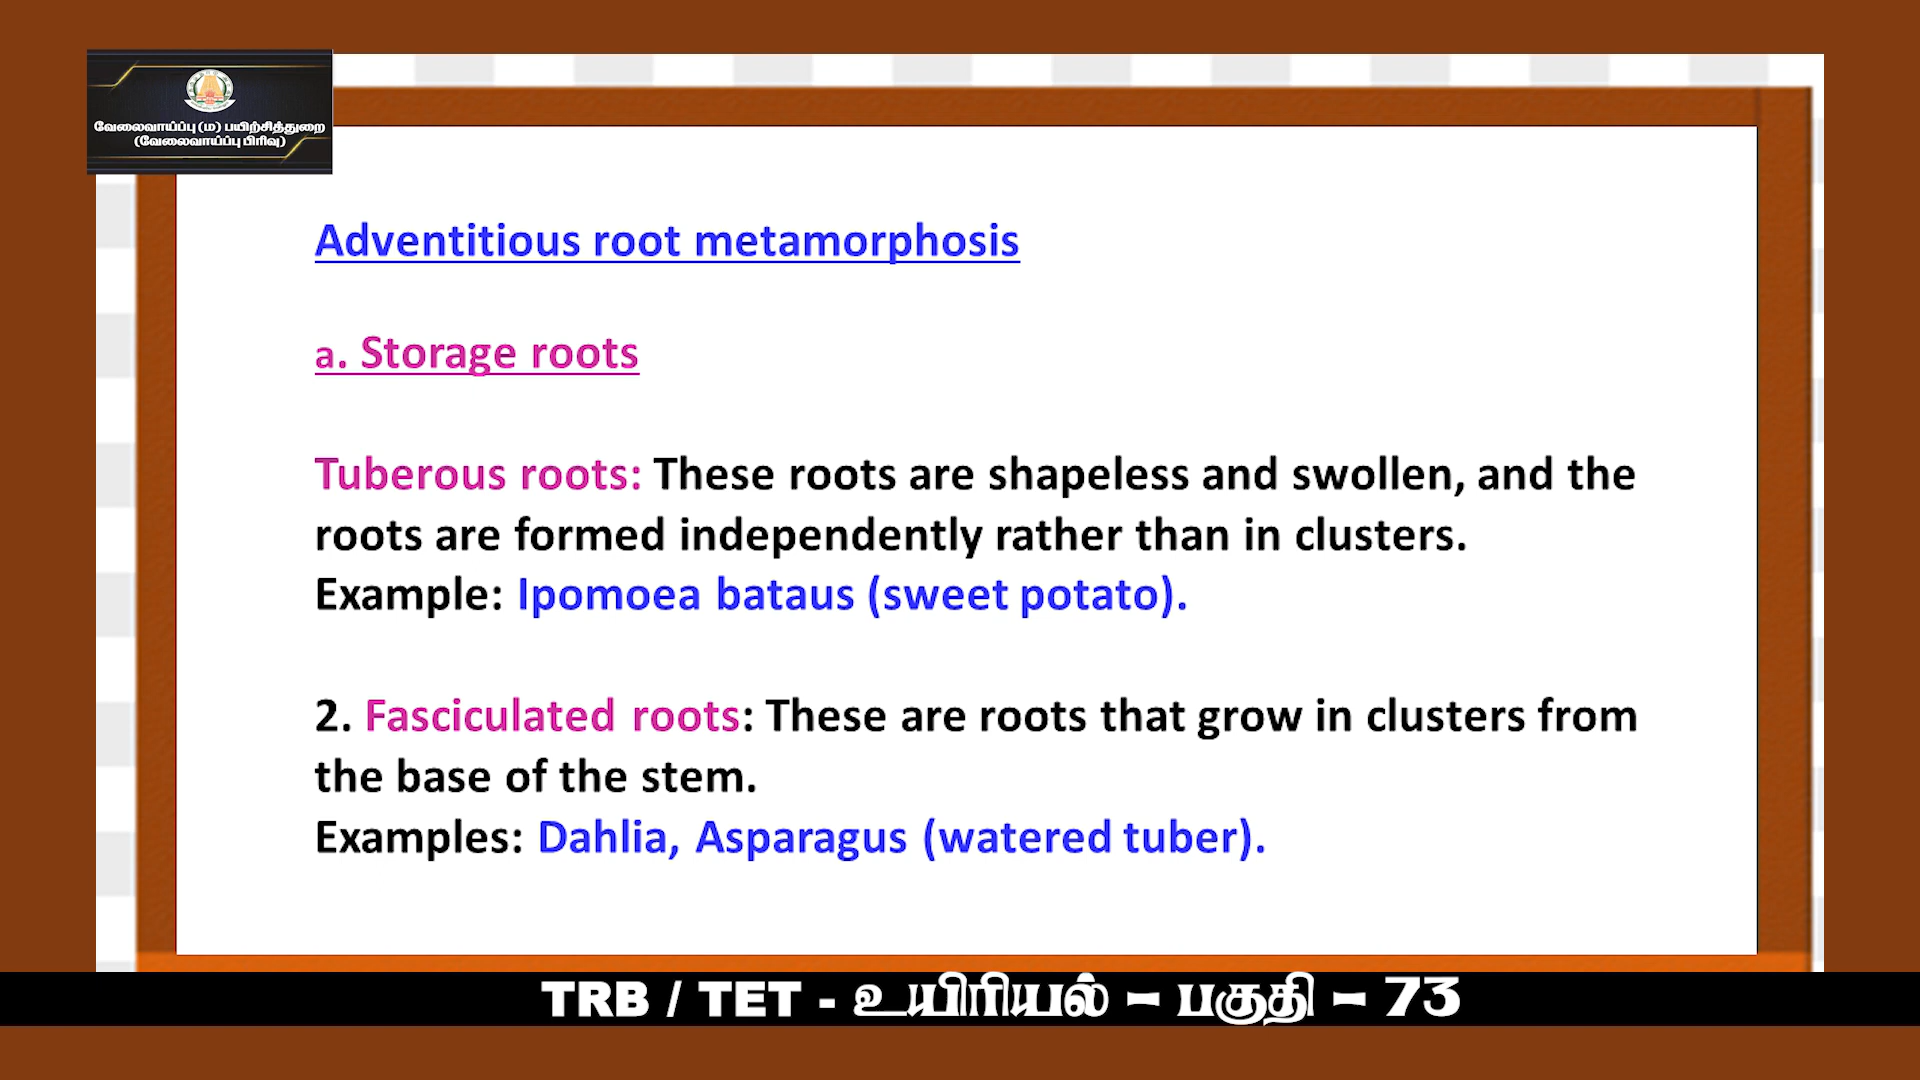 வேலைவாய்ப்பு (ம) பயிற்சித்துறை
(வேலைவாய்ப்பு பிரிவு)
Adventitious root metamorphosis
a. Storage roots
Tuberous roots: These roots are shapeless and swollen, and the
roots are formed independently rather than in clusters.
Example: Ipomoea bataus (sweet potato).
2. Fasciculated roots: These are roots that grow in clusters from
the base of the stem.
Examples: Dahlia, Asparagus (watered tuber).
TRB / TET - உயிரியல் – பகுதி – 73